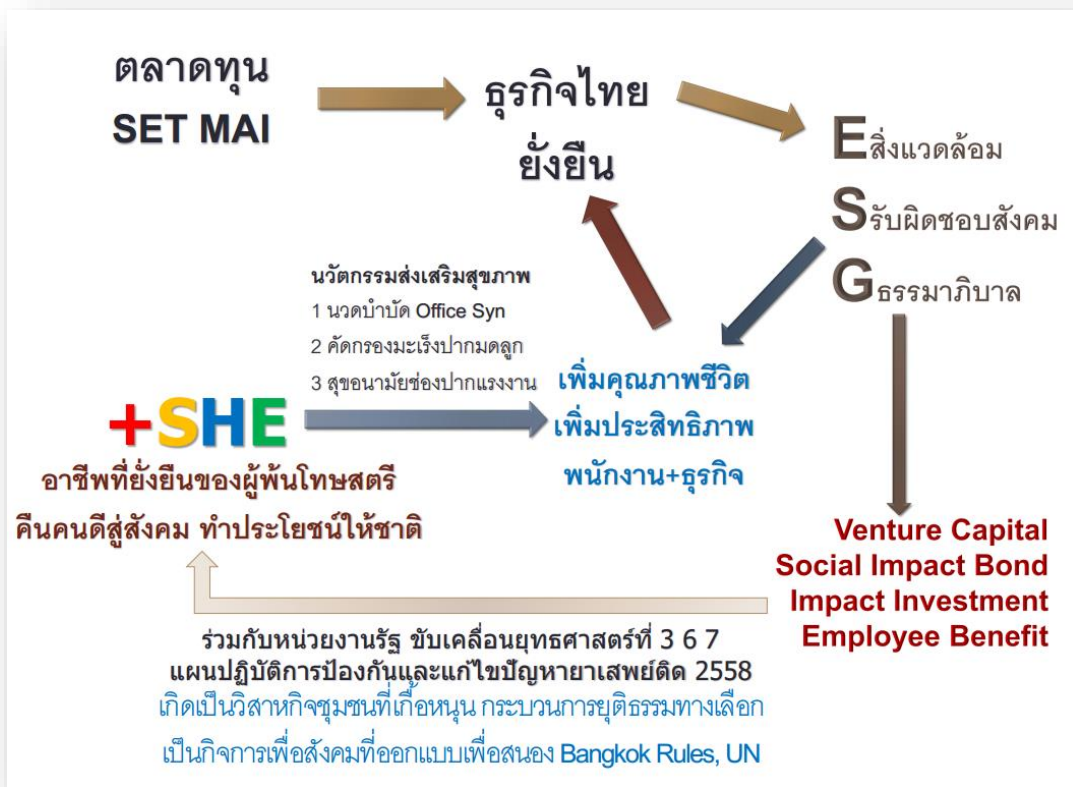 ตลาดทุน
SET MAI
ธุรกิจไทย
ยั่งยืน
E สิ่งแวดล้อม
S รับผิดชอบสังคม
G ธรรมาภิบาล
นวัตกรรมส่งเสริมสุขภาพ
1 นวดบำบัด Office Syn
2 คัดกรองมะเร็งปากมดลูก
3 สุขอนามัยช่องปากแรงงาน
+SHE
อาชีพที่ยั่งยืนของผู้พ้นโทษสตรี
คืนคนดีสู่สังคม ทำประโยชน์ให้ชาติ
เพิ่มคุณภาพชีวิต
เพิ่มประสิทธิภาพ
พนักงาน+ธุรกิจ
Venture Capital
Social Impact Bond
Impact Investment
Employee Benefit
ร่วมกับหน่วยงานรัฐ ขับเคลื่อนยุทธศาสตร์ที่ 3 6 7
แผนปฏิบัติการป้องกันและแก้ไขปัญหายาเสพย์ติด 2558
เกิดเป็นวิสาหกิจชุมชนที่เกื้อหนุน กระบวนการยุติธรรมทางเลือก
เป็นกิจการเพื่อสังคมที่ออกแบบเพื่อสนอง Bangkok Rules, UN